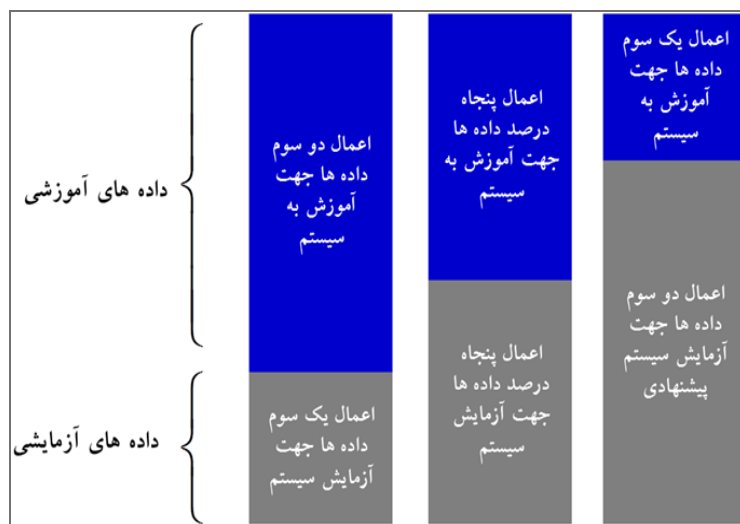 اعمال یک سوم
داده ها جهت
آموزش به
سیستم
اعمال دو سوم
داده ها جهت
آزمایش سیستم
پیشنهادی
اعمال پنجاه
درصد داده ها
جهت آموزش به
سیستم
اعمال پنجاه
درصد داده ها
جهت آزمایش
سیستم
اعمال دو سوم
داده ها جهت
آموزش به
سیستم
اعمال یک سوم
داده ها جهت
آزمایش سیستم
داده های آموزشی
داده های آزمایشی